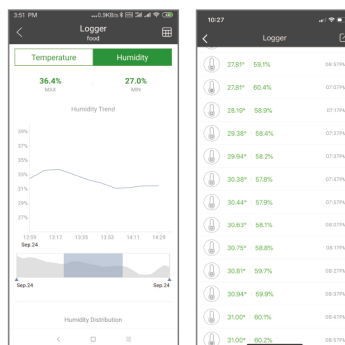 3:51 PM
Logger
food
Temperature
Humidity
36.4%
MAX
27.0%
MIN
Humidity Trend
39%
37%
35%
33%
31%
29%
27%
12:59 13:17 13:35 13:53 14:11 14:29
Sep.24
Sep.24
Sep.24
Humidity Distribution
10:27
Logger
27.81° 59.1%
27.81° 60.4%
28.19° 58.9%
29.38° 58.4%
29.94° 58.2%
30.38° 57.8%
30.44° 57.9%
30.63° 58.1%
30.75° 58.8%
30.81° 59.7%
30.94° 59.9%
31.00° 60.1%
31.00° 60.2%